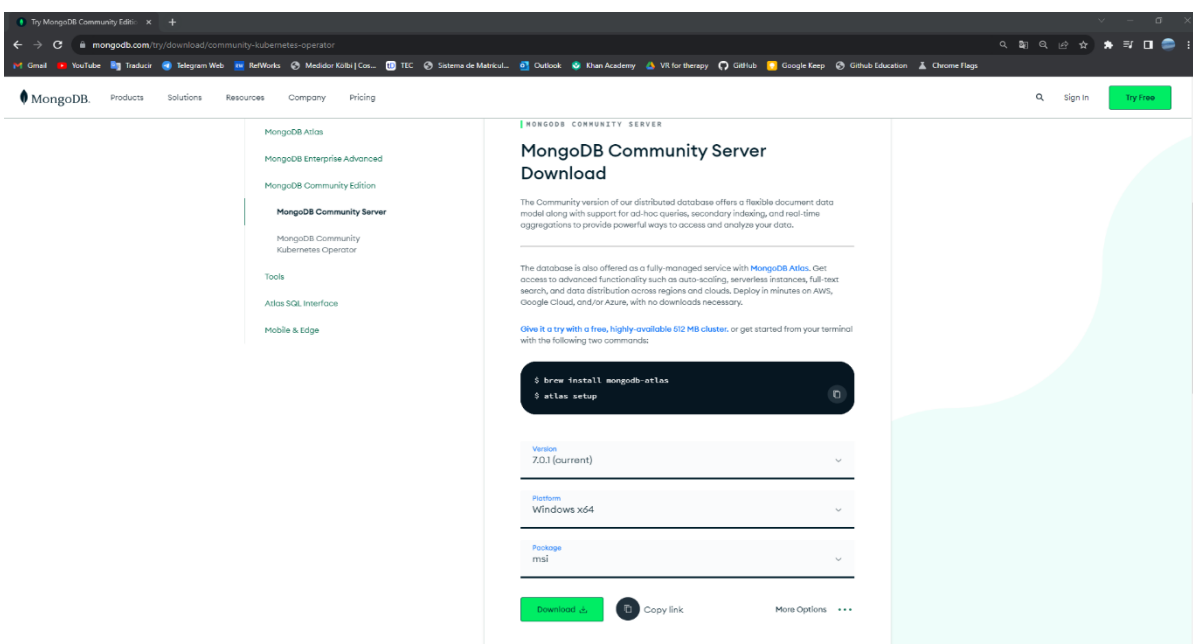 Try MongoDB Community Editio
mongodb.com/try/download/community-kubernetes-operator
Gmail YouTube Traducir Telegram Web RefWorks Medidor Kölbi | Cos... TEC Sistema de Matrícul... Outlook Khan Academy VR for therapy GitHub Google Keep Github Education Chrome Flags
MongoDB. Products Solutions Resources Company Pricing Sign In Try Free
MongoDB Atlas
MongoDB Enterprise Advanced
MongoDB Community Edition
MongoDB Community Server
MongoDB Community
Kubernetes Operator
Tools
Atlas SQL Interface
Mobile & Edge
MONGODB COMMUNITY SERVER
MongoDB Community Server
Download
The Community version of our distributed database offers a flexible document data
model along with support for ad-hoc queries, secondary indexing, and real-time
aggregations to provide powerful ways to access and analyze your data.
The database is also offered as a fully-managed service with MongoDB Atlas. Get
access to advanced functionality such as auto-scaling, serverless instances, full-text
search, and data distribution across regions and clouds. Deploy in minutes on AWS,
Google Cloud, and/or Azure, with no downloads necessary.
Give it a try with a free, highly-available 512 MB cluster. or get started from your terminal
with the following two commands:
$ brew install mongodb-atlas
$ atlas setup
Version
7.0.1 (current)
Platform
Windows x64
Package
msi
Download Copy link More Options